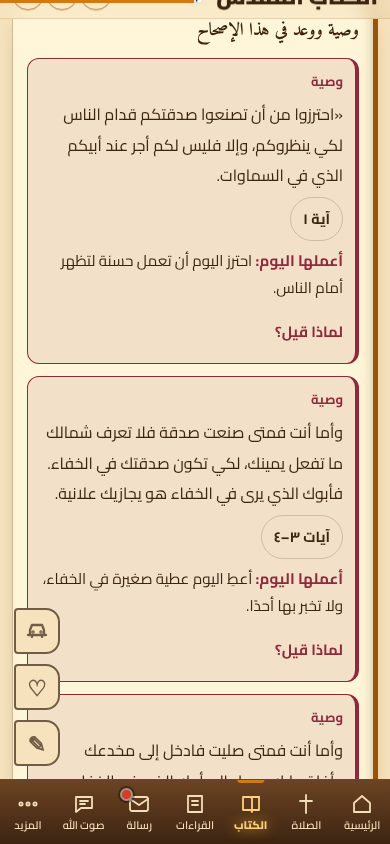 الكتاب المقدس
وصية ووعد في هذا الإصحاح
وصية
«احترزوا من أن تصنعوا صدقتكم قدام الناس
لكي ينظروكم، وإلا فليس لكم أجر عند أبيكم
الذي في السماوات.
آية ١
أعملها اليوم: احترز اليوم أن تعمل حسنة لتظهر
أمام الناس.
لماذا قيل؟
وصية
وأما أنت فمتى صنعت صدقة فلا تعرف شمالك
ما تفعل يمينك، لكي تكون صدقتك في الخفاء.
فأبوك الذي يرى في الخفاء هو يجازيك علانية.
آيات ٣–٤
أعملها اليوم: أعطِ اليوم عطية صغيرة في الخفاء،
ولا تخبر بها أحدًا.
لماذا قيل؟
وصية
وأما أنت فمتى صليت فادخل إلى مخدعك
الرئيسية
الصلاة
الكتاب
القراءات
رسالة
صوت الله
المزيد